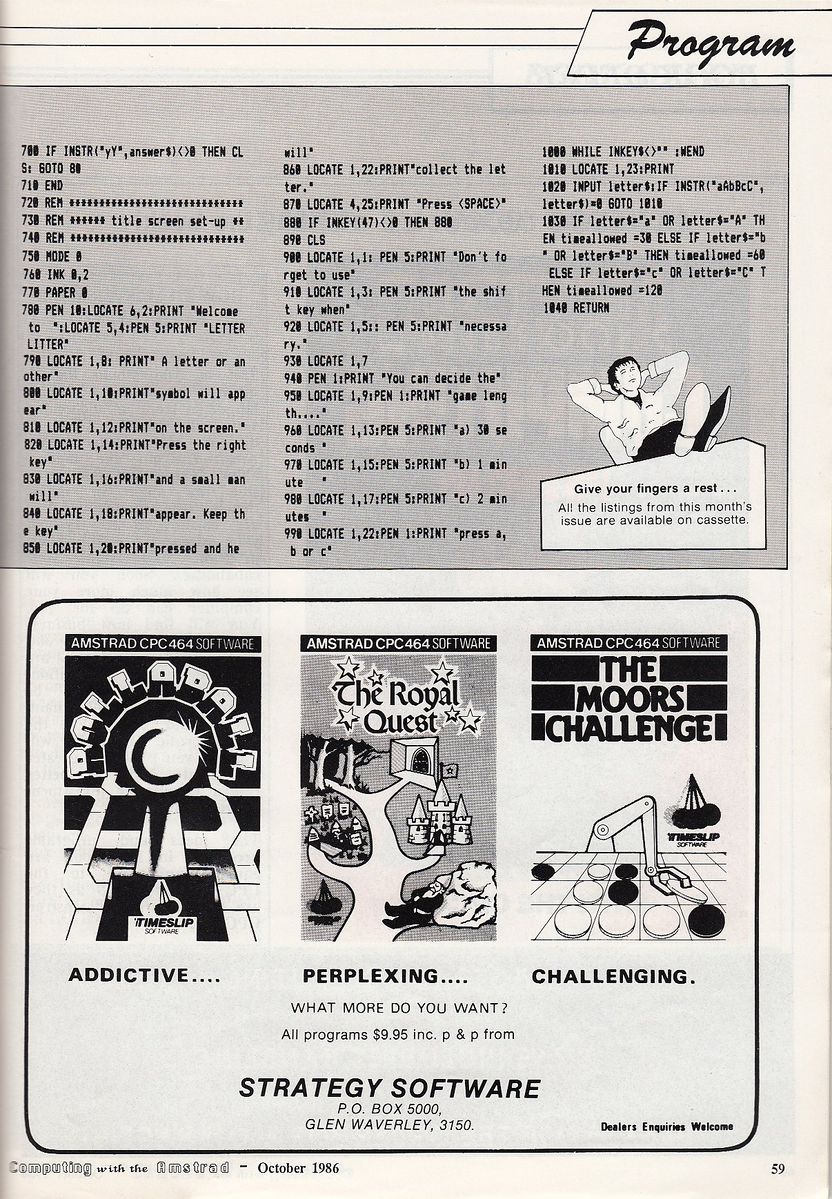 Program
700 IF INSTR("yY",answer$)<>0 THEN CL
S: GOTO 80
710 END
720 REM ******************************
730 REM ****** title screen set-up **
740 REM ******************************
750 MODE 0
760 INK 0,2
770 PAPER 0
780 PEN 10:LOCATE 6,2:PRINT "Welcome
to  ":LOCATE 5,4:PEN 5:PRINT "LETTER
LITTER"
790 LOCATE 1,8: PRINT" A letter or an
other"
800 LOCATE 1,10:PRINT"symbol will app
ear"
810 LOCATE 1,12:PRINT"on the screen."
820 LOCATE 1,14:PRINT"Press the right
key"
830 LOCATE 1,16:PRINT"and a small man
will"
840 LOCATE 1,18:PRINT"appear. Keep th
e key"
850 LOCATE 1,20:PRINT"pressed and he
will"
860 LOCATE 1,22:PRINT"collect the let
ter."
870 LOCATE 4,25:PRINT "Press <SPACE>"
880 IF INKEY(47)<>0 THEN 880
890 CLS
900 LOCATE 1,1: PEN 5:PRINT "Don't fo
rget to use"
910 LOCATE 1,3: PEN 5:PRINT "the shif
t key when"
920 LOCATE 1,5:: PEN 5:PRINT "necessa
ry."
930 LOCATE 1,7
940 PEN 1:PRINT "You can decide the"
950 LOCATE 1,9:PEN 1:PRINT "game leng
th...."
960 LOCATE 1,13:PEN 5:PRINT "a) 30 se
conds "
970 LOCATE 1,15:PEN 5:PRINT "b) 1 min
ute   "
980 LOCATE 1,17:PEN 5:PRINT "c) 2 min
utes  "
990 LOCATE 1,22:PEN 1:PRINT "press a,
b or c"
1000 WHILE INKEY$<>"" :WEND
1010 LOCATE 1,23:PRINT
1020 INPUT letter$:IF INSTR("aAbBcC",
letter$)=0 GOTO 1010
1030 IF letter$="a" OR letter$="A" TH
EN timeallowed =30 ELSE IF letter$="b
" OR letter$="B" THEN timeallowed =60
ELSE IF letter$="c" OR letter$="C" T
HEN timeallowed =120
1040 RETURN
Give your fingers a rest...
All the listings from this month's
issue are available on cassette.
AMSTRAD CPC464 SOFTWARE
ROLLABALL
TIMESLIP
SOFTWARE
ADDICTIVE....
AMSTRAD CPC464 SOFTWARE
The Royal
Quest
PERPLEXING....
AMSTRAD CPC464 SOFTWARE
THE
MOORS
CHALLENGE
TIMESLIP
SOFTWARE
CHALLENGING.
WHAT MORE DO YOU WANT?
All programs $9.95 inc. p & p from
STRATEGY SOFTWARE
P.O. BOX 5000,
GLEN WAVERLEY, 3150.
Dealers Enquiries Welcome
Computing with the Amstrad - October 1986
59